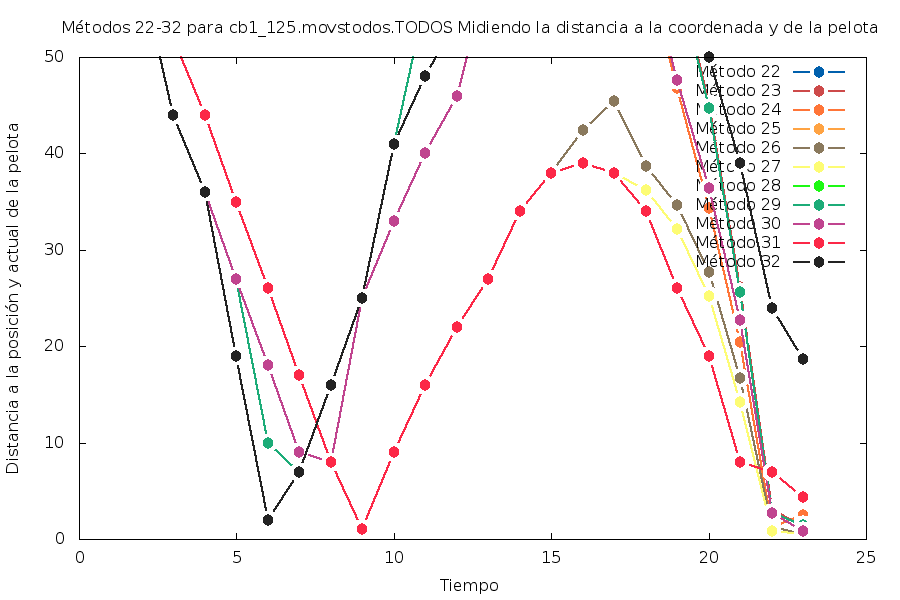 Métodos 22-32 para cb1_125.movstodos.TODOS Midiendo la distancia a la coordenada y de la pelota
50
40
30
20
10
0
0
5
10
15
20
25
Distancia a la posición y actual de la pelota
Tiempo
Método 22
Método 23
Método 24
Método 25
Método 26
Método 27
Método 28
Método 29
Método 30
Método 31
Método 32